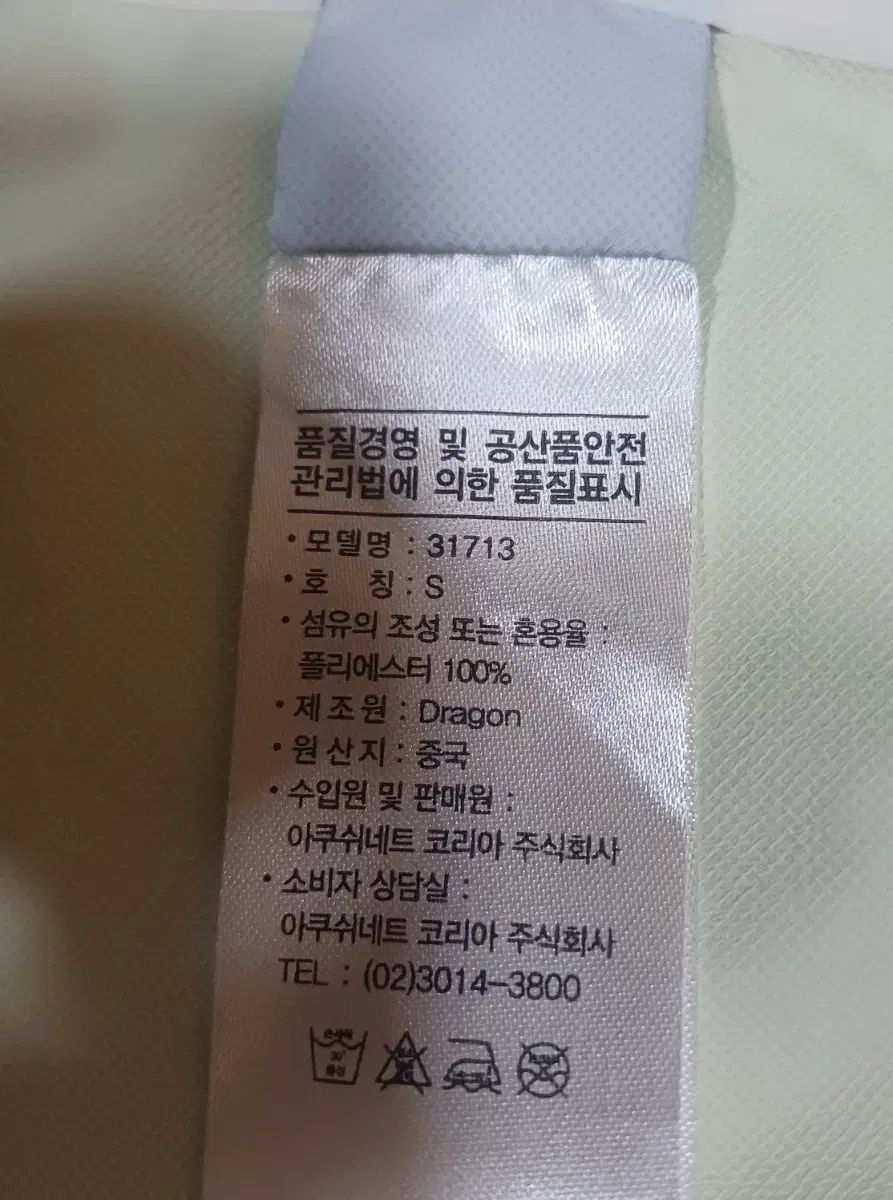 품질경영 및 공산품안전
관리법에 의한 품질표시
• 모델명 : 31713
• 호 칭 : S
• 섬유의 조성 또는 혼용율 :
폴리에스터 100%
• 제조원 : Dragon
• 원산지 : 중국
• 수입원 및 판매원 :
아쿠쉬네트 코리아 주식회사
• 소비자 상담실 :
아쿠쉬네트 코리아 주식회사
TEL : (02)3014-3800